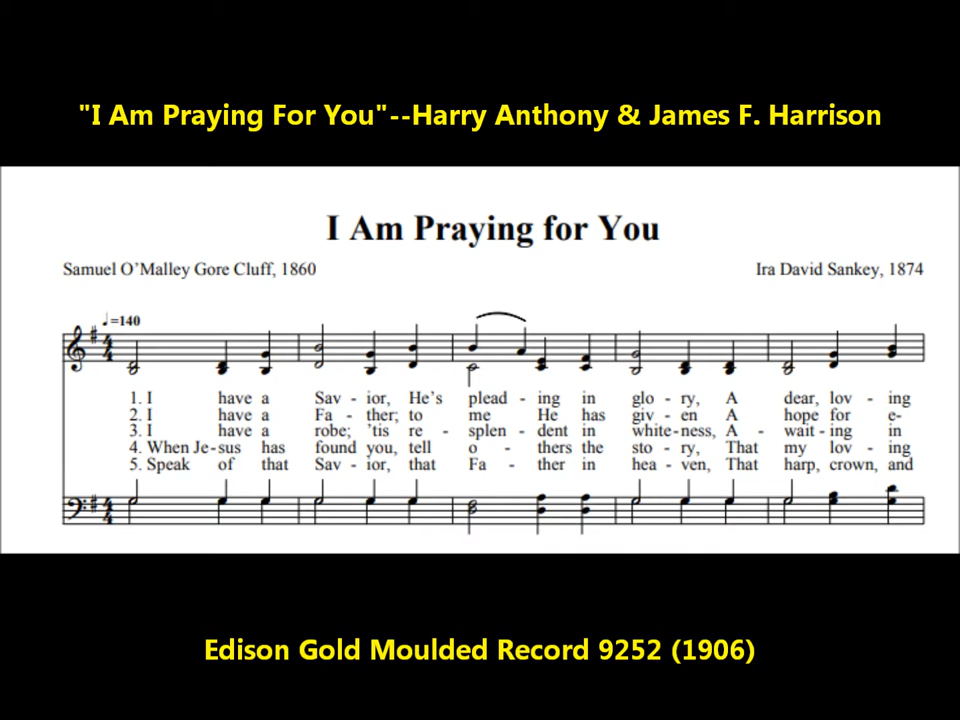 "I Am Praying For You"--Harry Anthony & James F. Harrison
I Am Praying for You
Samuel O'Malley Gore Cluff, 1860
Ira David Sankey, 1874
♩=140
1. I have a Sav - ior, He's plead - ing in glo - ry, A dear, lov - ing
2. I have a Fa - ther; to me He has giv - en A hope for e-
3. I have a robe; 'tis re - splen - dent in white-ness, A - wait - ing in
4. When Je-sus has found you, tell o - thers the sto - ry, That my lov - ing
5. Speak of that Sav - ior, that Fa - ther in hea - ven, That harp, crown, and
Edison Gold Moulded Record 9252 (1906)